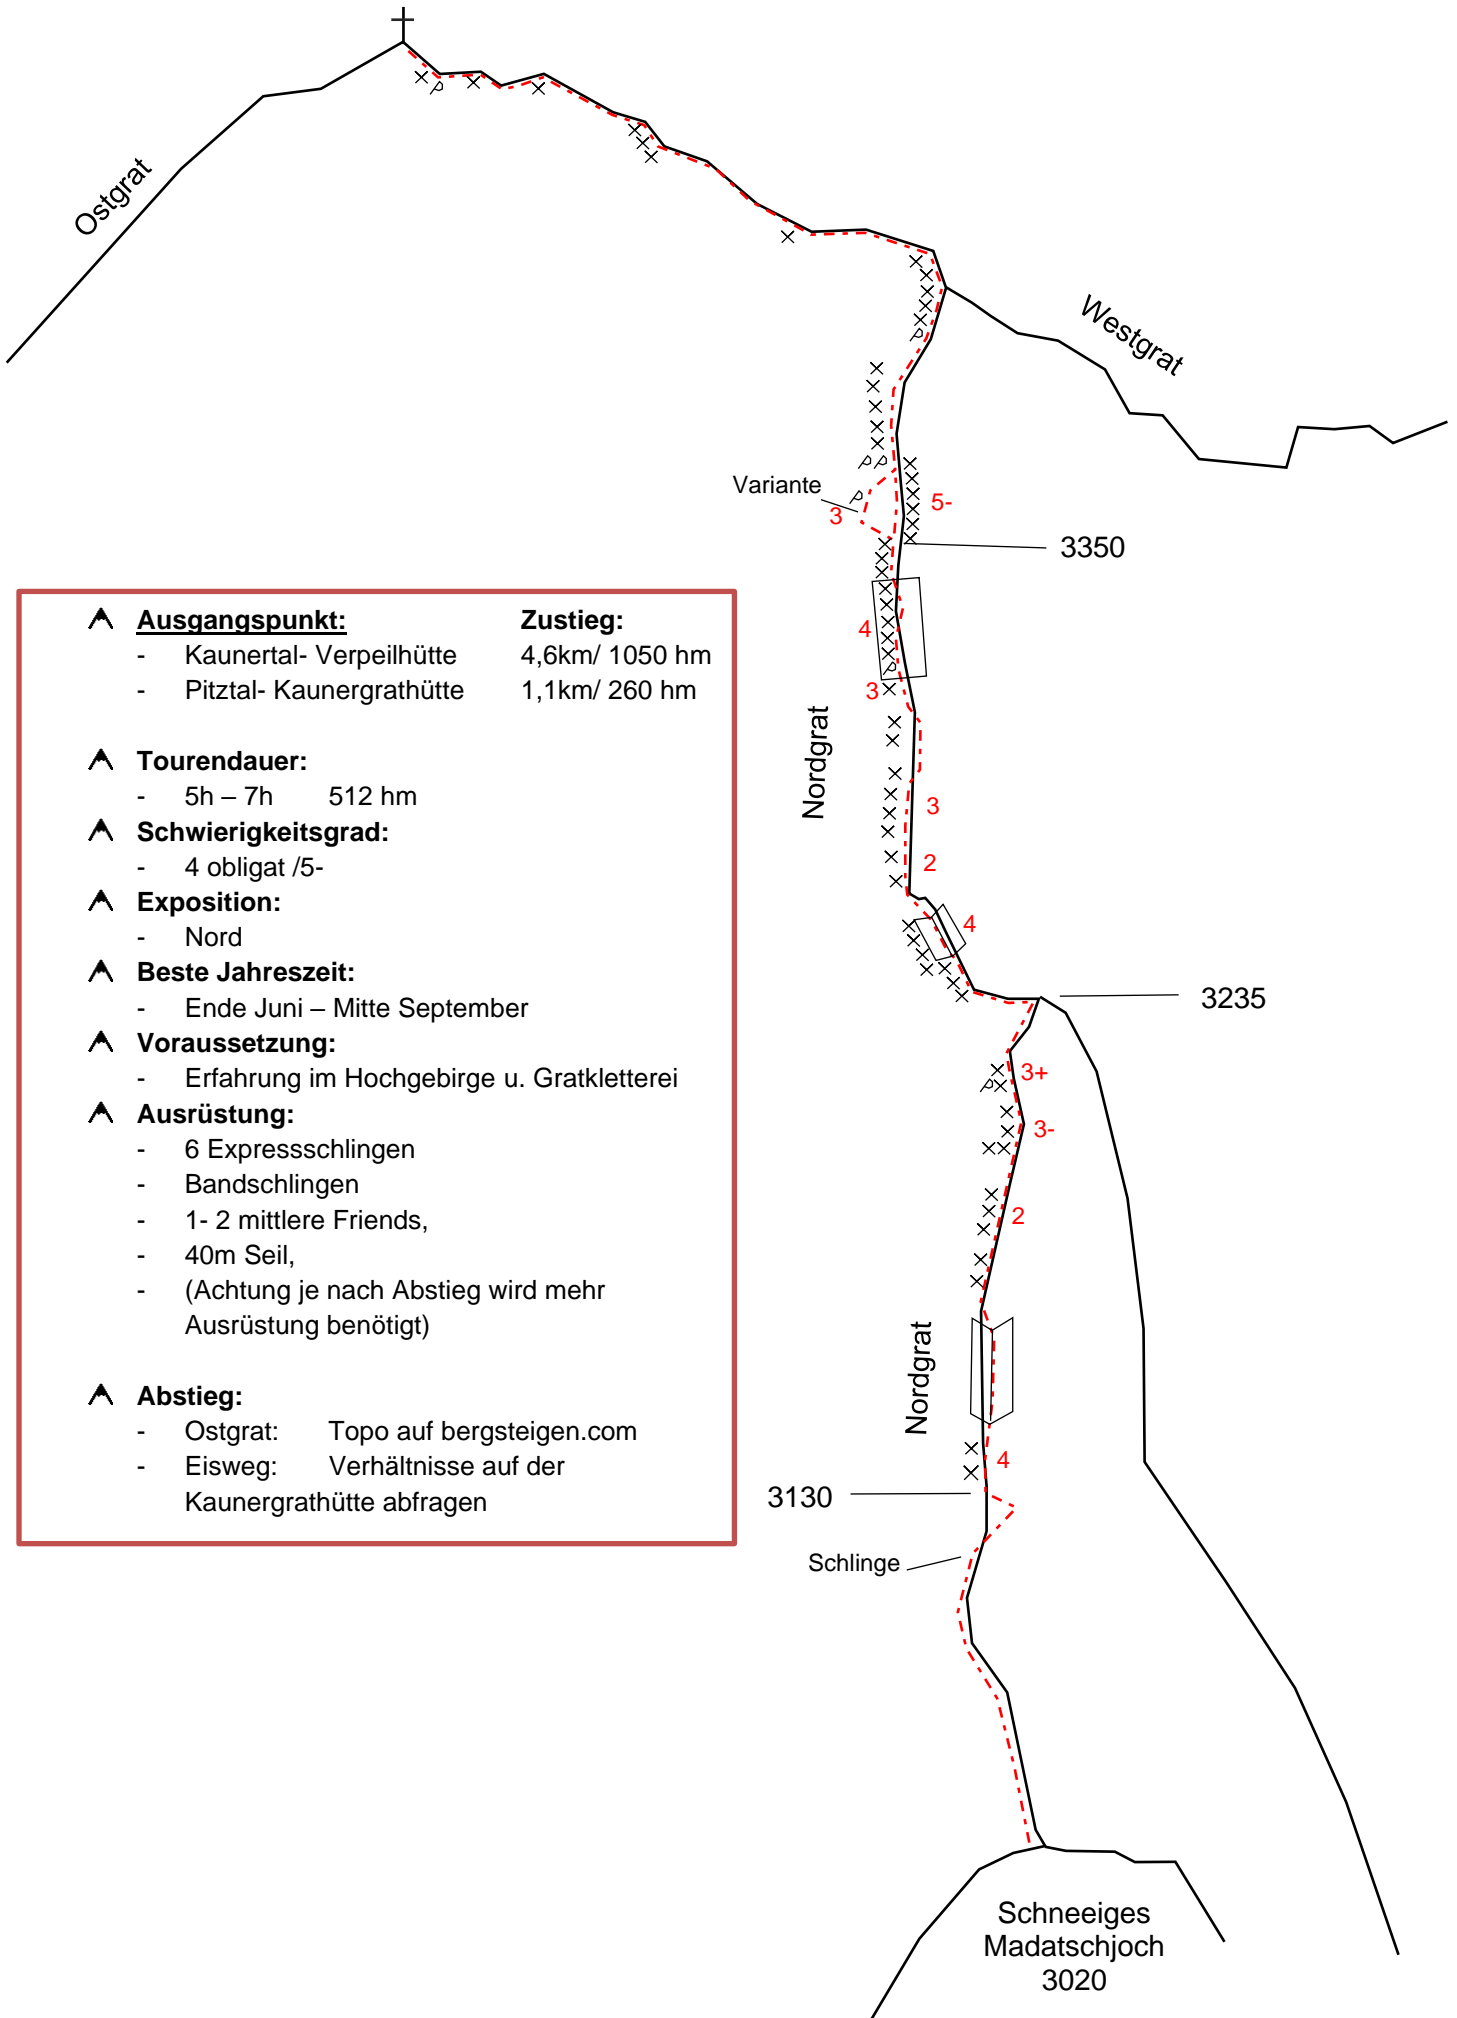 Ostgrat
Westgrat
Variante
3
5-
3350
4
3
Nordgrat
3
2
4
3235
3+
3-
2
Nordgrat
4
3130
Schlinge
Schneeiges
Madatschjoch
3020
Ausgangspunkt: Zustieg:
- Kaunertal- Verpeilhütte 4,6km/ 1050 hm
- Pitztal- Kaunergrathütte 1,1km/ 260 hm
Tourendauer:
- 5h – 7h 512 hm
Schwierigkeitsgrad:
- 4 obligat /5-
Exposition:
- Nord
Beste Jahreszeit:
- Ende Juni – Mitte September
Voraussetzung:
- Erfahrung im Hochgebirge u. Gratkletterei
Ausrüstung:
- 6 Expressschlingen
- Bandschlingen
- 1- 2 mittlere Friends,
- 40m Seil,
- (Achtung je nach Abstieg wird mehr
Ausrüstung benötigt)
Abstieg:
- Ostgrat: Topo auf bergsteigen.com
- Eisweg: Verhältnisse auf der
Kaunergrathütte abfragen